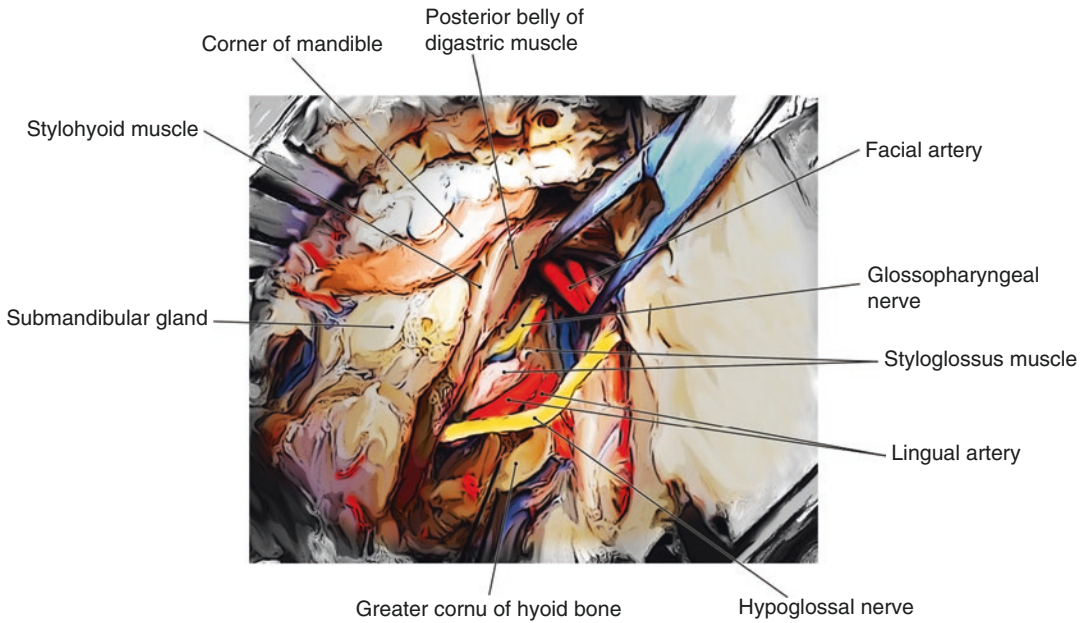 Posterior belly of
digastric muscle
Corner of mandible
Stylohyoid muscle
Facial artery
Glossopharyngeal
nerve
Submandibular gland
Styloglossus muscle
Lingual artery
Greater cornu of hyoid bone
Hypoglossal nerve